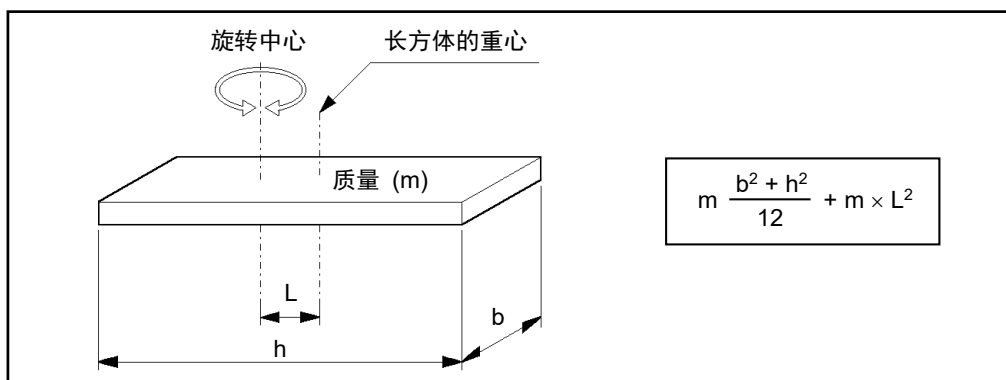 旋转中心
长方体的重心
质量 (m)
L
b
h
m (b² + h²)/12 + m × L²